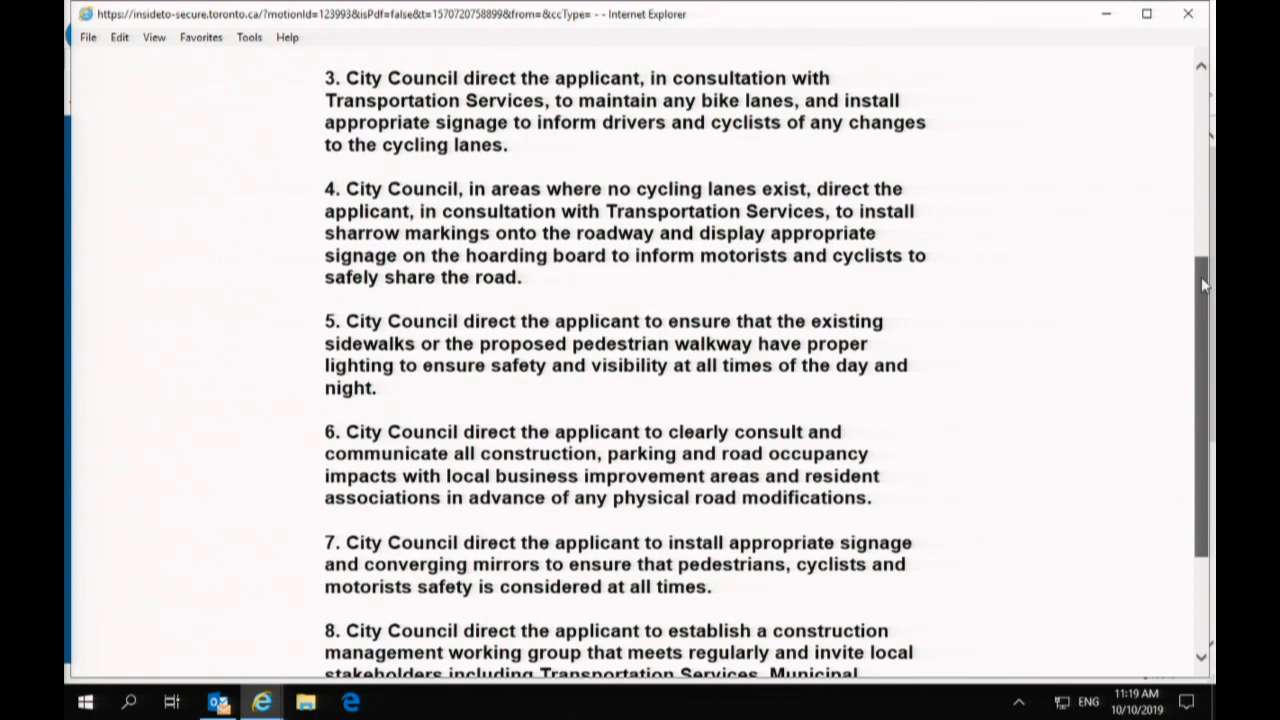 https://insideto-secure.toronto.ca/?motionId=123993&isPdf=false&t=1570720758899&from=&ccType= - - Internet Explorer
File Edit View Favorites Tools Help
3. City Council direct the applicant, in consultation with
Transportation Services, to maintain any bike lanes, and install
appropriate signage to inform drivers and cyclists of any changes
to the cycling lanes.
4. City Council, in areas where no cycling lanes exist, direct the
applicant, in consultation with Transportation Services, to install
sharrow markings onto the roadway and display appropriate
signage on the hoarding board to inform motorists and cyclists to
safely share the road.
5. City Council direct the applicant to ensure that the existing
sidewalks or the proposed pedestrian walkway have proper
lighting to ensure safety and visibility at all times of the day and
night.
6. City Council direct the applicant to clearly consult and
communicate all construction, parking and road occupancy
impacts with local business improvement areas and resident
associations in advance of any physical road modifications.
7. City Council direct the applicant to install appropriate signage
and converging mirrors to ensure that pedestrians, cyclists and
motorists safety is considered at all times.
8. City Council direct the applicant to establish a construction
management working group that meets regularly and invite local
stakeholders including Transportation Services, Municipal
ENG
11:19 AM
10/10/2019